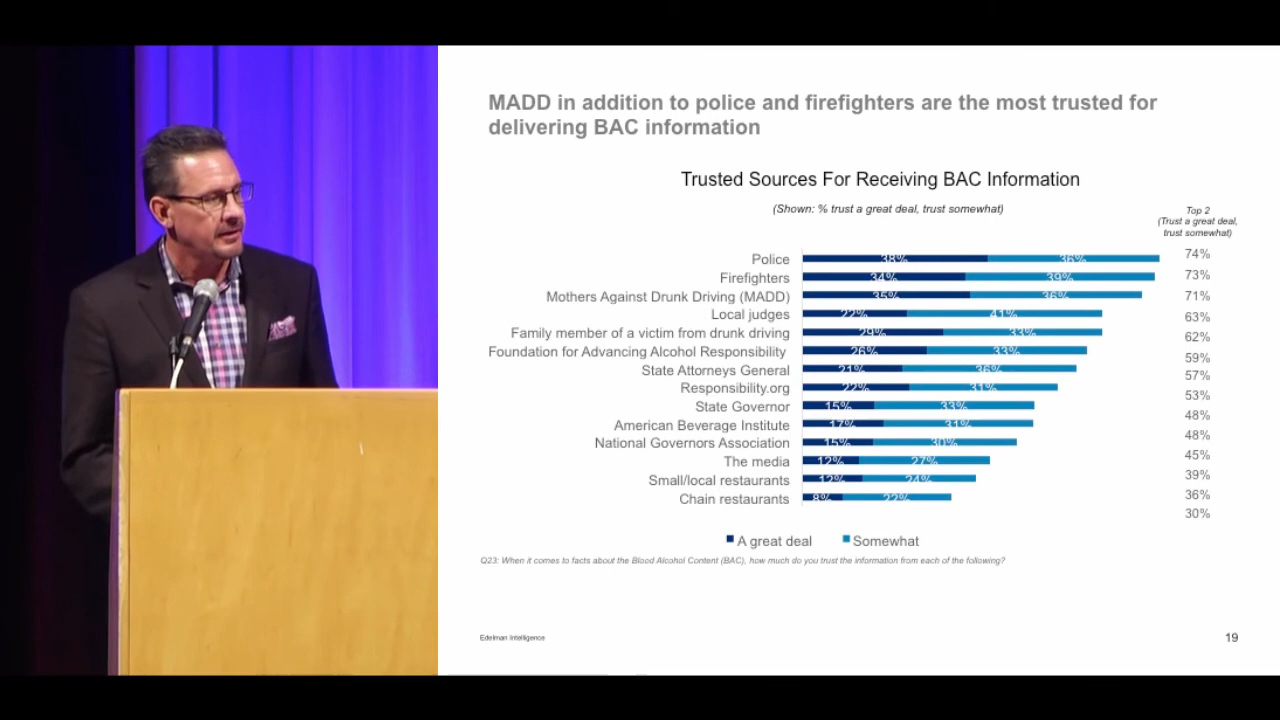 MADD in addition to police and firefighters are the most trusted for
delivering BAC information
Trusted Sources For Receiving BAC Information
(Shown: % trust a great deal, trust somewhat)
Top 2
(Trust a great deal,
trust somewhat)
Police 38% 36% 74%
Firefighters 34% 39% 73%
Mothers Against Drunk Driving (MADD) 35% 36% 71%
Local judges 22% 41% 63%
Family member of a victim from drunk driving 29% 33% 62%
Foundation for Advancing Alcohol Responsibility 26% 33% 59%
State Attorneys General 21% 36% 57%
Responsibility.org 22% 31% 53%
State Governor 15% 33% 48%
American Beverage Institute 17% 31% 48%
National Governors Association 15% 30% 45%
The media 12% 27% 39%
Small/local restaurants 12% 24% 36%
Chain restaurants 8% 22% 30%
A great deal Somewhat
Q23: When it comes to facts about the Blood Alcohol Content (BAC), how much do you trust the information from each of the following?
Edelman Intelligence
19